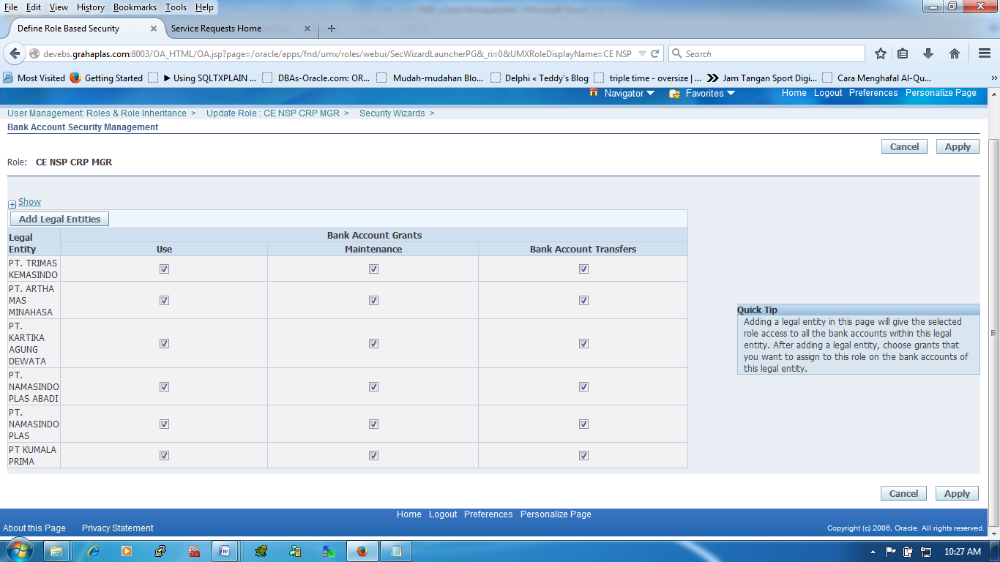 File Edit View History Bookmarks Tools Help
Define Role Based Security
Service Requests Home
devebs.grahaplas.com:8003/OA_HTML/OA.jsp?page=/oracle/apps/fnd/umx/roles/webui/SecWizardLauncherPG&_ri=0&UMXRoleDisplayName=CE NSP
Search
Most Visited Getting Started Using SQLTXPLAIN ... DBAs-Oracle.com: OR... Mudah-mudahan Blo... Delphi « Teddy's Blog triple time - oversize | ... Jam Tangan Sport Digi... Cara Menghafal Al-Qu...
Navigator Favorites Home Logout Preferences Personalize Page
User Management: Roles & Role Inheritance > Update Role : CE NSP CRP MGR > Security Wizards >
Bank Account Security Management
Cancel Apply
Role: CE NSP CRP MGR
Show
Add Legal Entities
Legal
Entity
Bank Account Grants
Use Maintenance Bank Account Transfers
PT. TRIMAS
KEMASINDO
PT. ARTHA
MAS
MINAHASA
PT.
KARTIKA
AGUNG
DEWATA
PT.
NAMASINDO
PLAS ABADI
PT.
NAMASINDO
PLAS
PT KUMALA
PRIMA
Quick Tip
Adding a legal entity in this page will give the selected
role access to all the bank accounts within this legal
entity. After adding a legal entity, choose grants that
you want to assign to this role on the bank accounts of
this legal entity.
Cancel Apply
Home Logout Preferences Personalize Page
About this Page Privacy Statement
Copyright (c) 2006, Oracle. All rights reserved.
10:27 AM